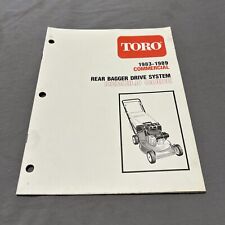 TORO
1983-1989
COMMERCIAL
REAR BAGGER DRIVE SYSTEM